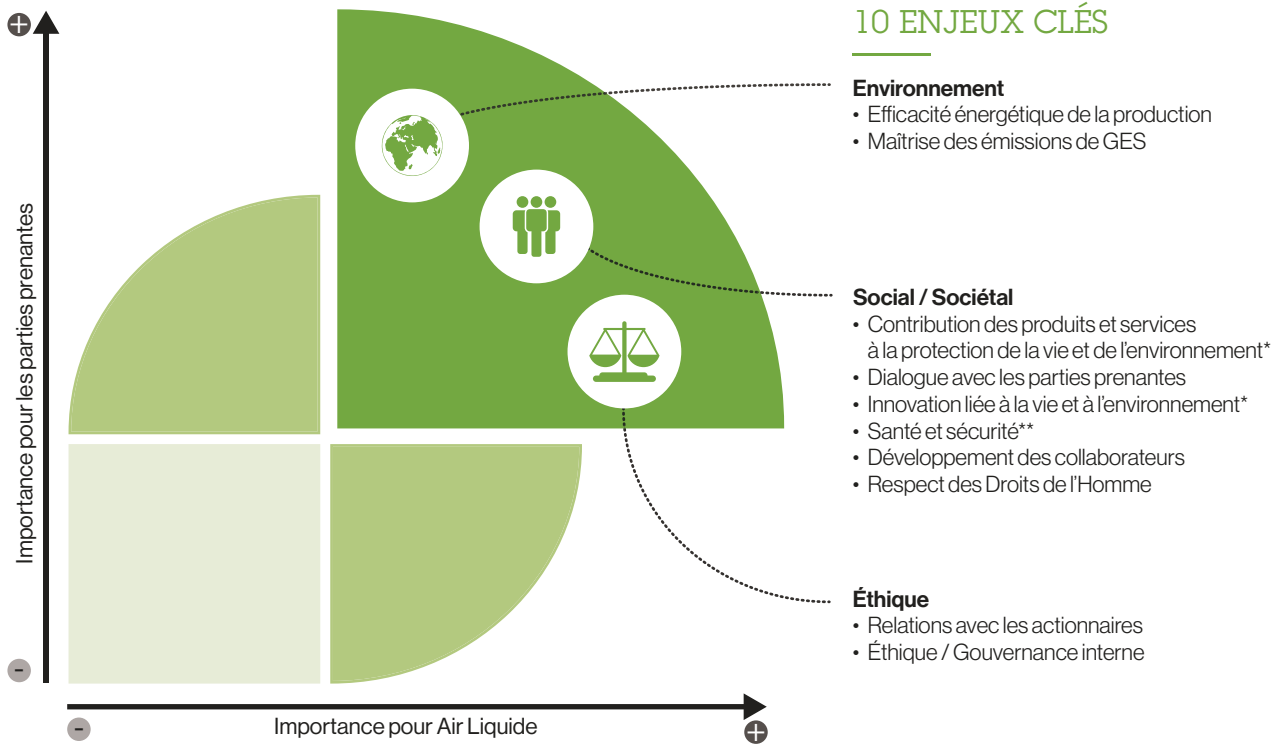 10 ENJEUX CLÉS
Environnement
• Efficacité énergétique de la production
• Maîtrise des émissions de GES
Social / Sociétal
• Contribution des produits et services
à la protection de la vie et de l'environnement*
• Dialogue avec les parties prenantes
• Innovation liée à la vie et à l'environnement*
• Santé et sécurité**
• Développement des collaborateurs
• Respect des Droits de l'Homme
Éthique
• Relations avec les actionnaires
• Éthique / Gouvernance interne
+
Importance pour les parties prenantes
-
-
Importance pour Air Liquide
+